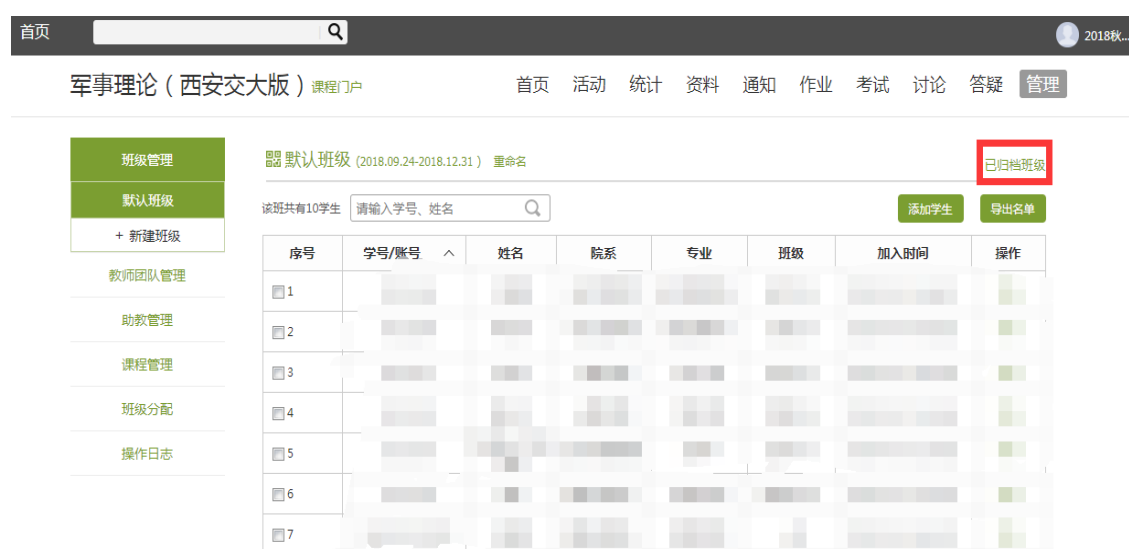 首页 2018秋...
军事理论（西安交大版）课程门户 首页 活动 统计 资料 通知 作业 考试 讨论 答疑 管理
班级管理
默认班级
+ 新建班级
教师团队管理
助教管理
课程管理
班级分配
操作日志
默认班级 (2018.09.24-2018.12.31 ) 重命名 已归档班级
该班共有10学生 请输入学号、姓名 添加学生 导出名单
序号 学号/账号 姓名 院系 专业 班级 加入时间 操作
1
2
3
4
5
6
7